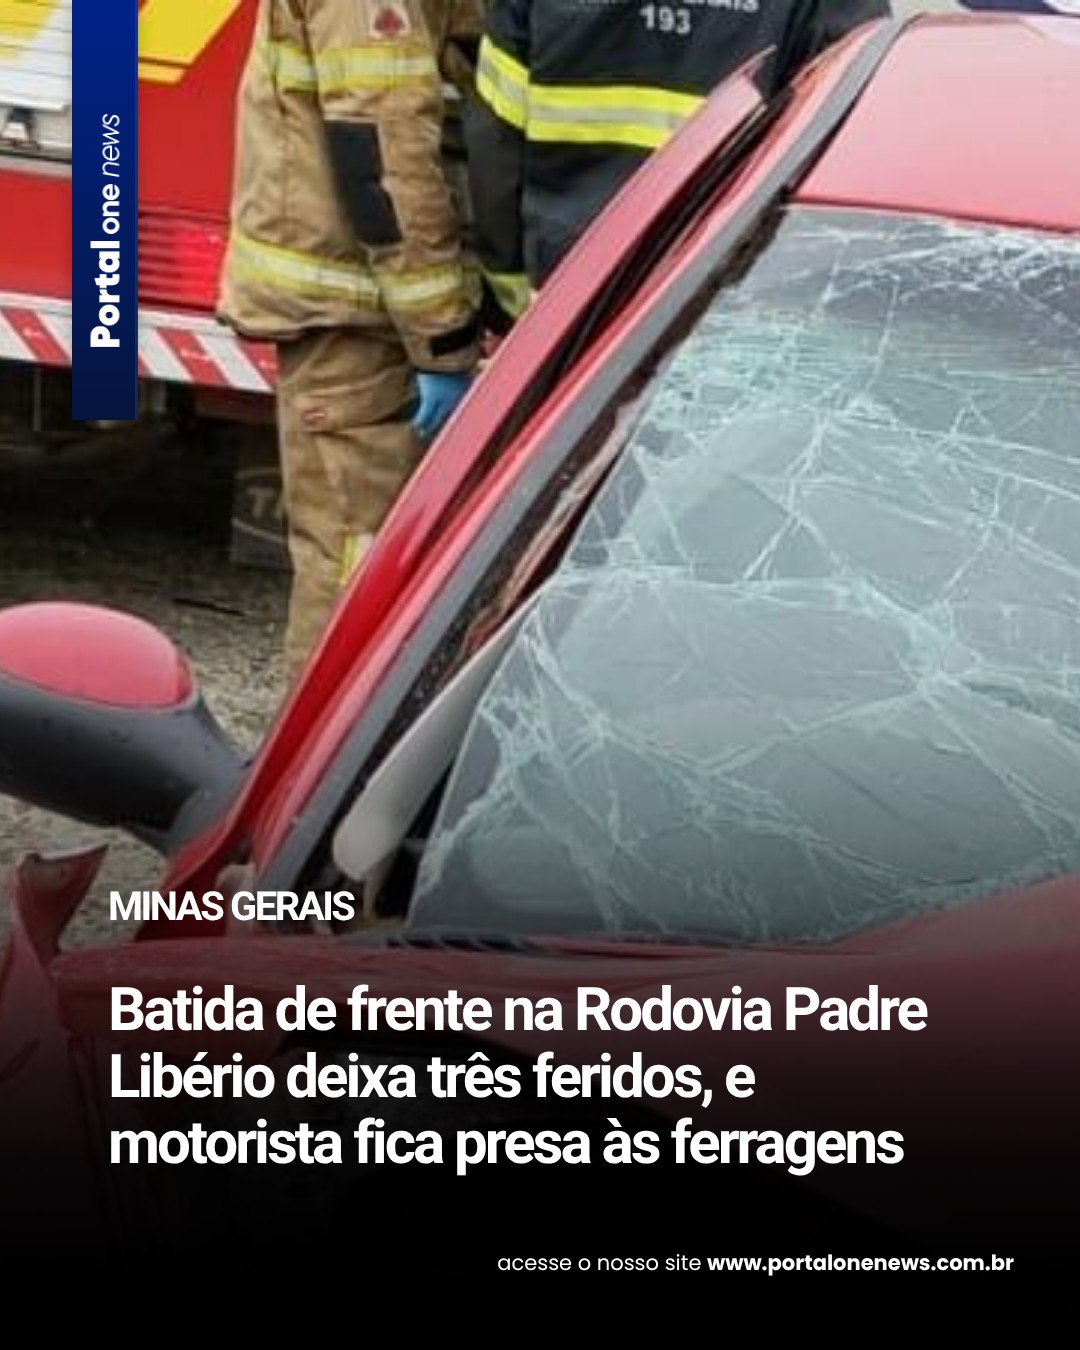 193
Portal one news
MINAS GERAIS
Batida de frente na Rodovia Padre
Libério deixa três feridos, e
motorista fica presa às ferragens
acesse o nosso site www.portalonenews.com.br